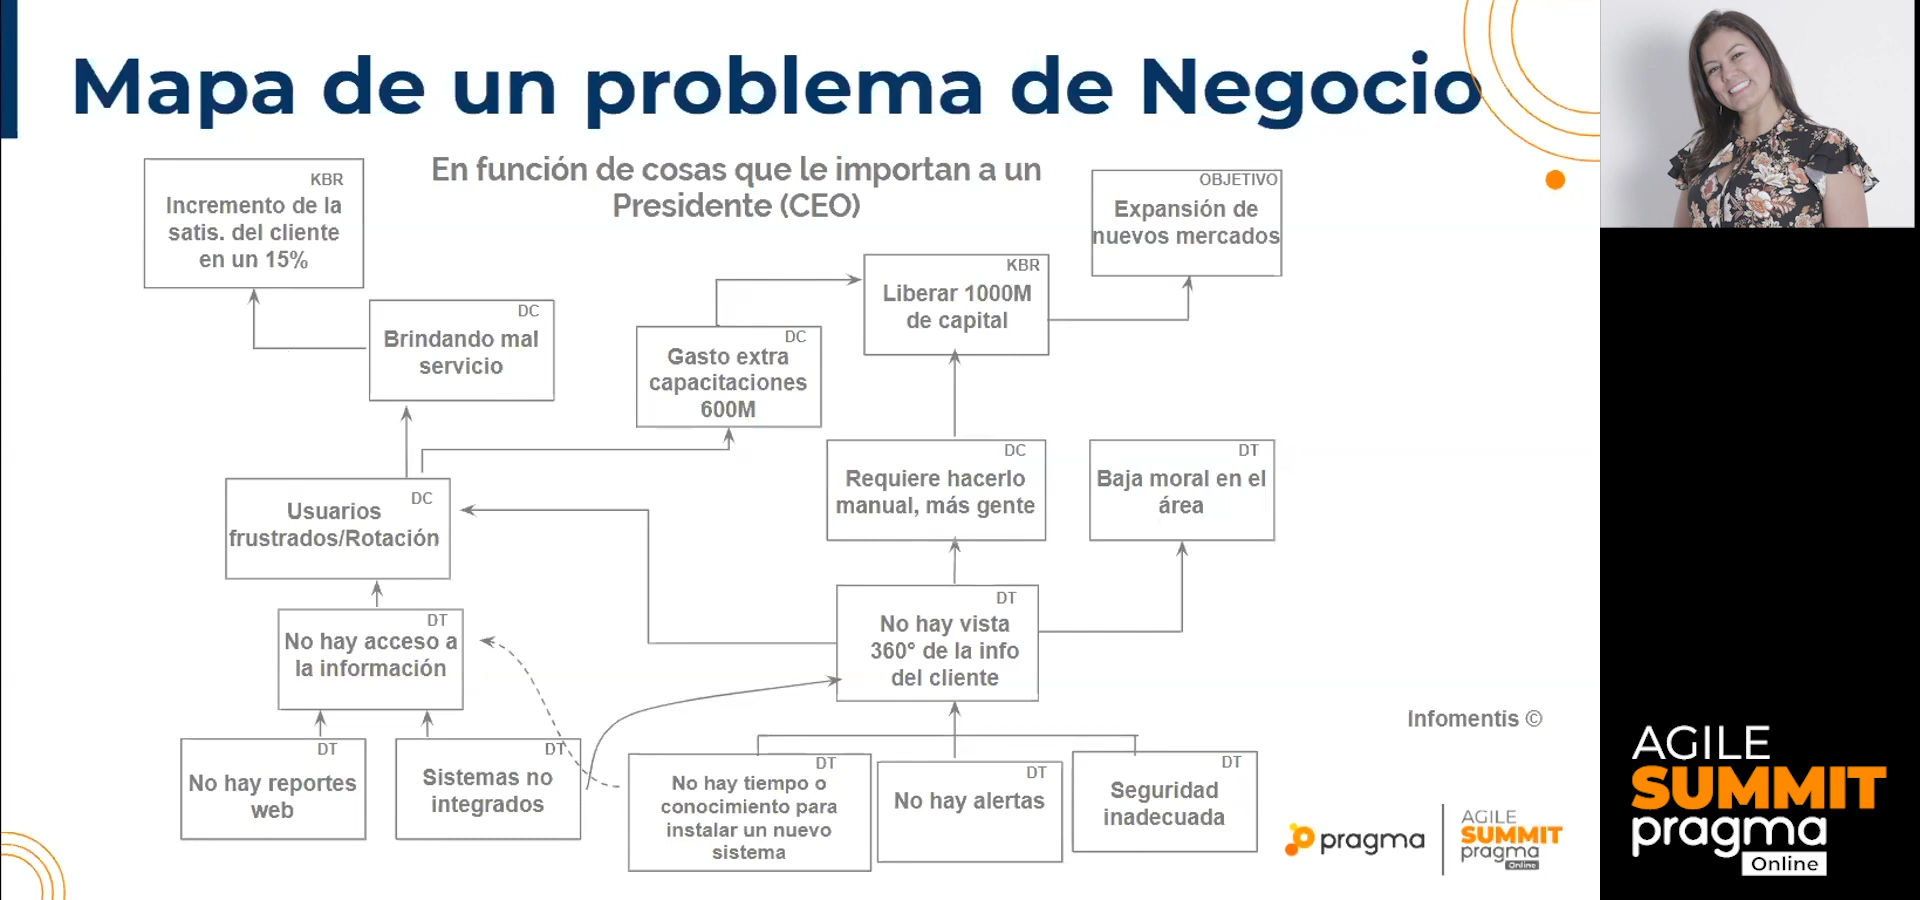 Mapa de un problema de Negocio
En función de cosas que le importan a un
Presidente (CEO)
KBR
Incremento de la
satis. del cliente
en un 15%
OBJETIVO
Expansión de
nuevos mercados
KBR
Liberar 1000M
de capital
DC
Brindando mal
servicio
DC
Gasto extra
capacitaciones
600M
DC
Usuarios
frustrados/Rotación
DC
Requiere hacerlo
manual, más gente
DT
Baja moral en el
área
DT
No hay acceso a
la información
DT
No hay vista
360° de la info
del cliente
Infomentis ©
DT
No hay reportes
web
DT
Sistemas no
integrados
DT
No hay tiempo o
conocimiento para
instalar un nuevo
sistema
DT
No hay alertas
DT
Seguridad
inadecuada
pragma
AGILE
SUMMIT
pragma
Online
AGILE
SUMMIT
pragma
Online